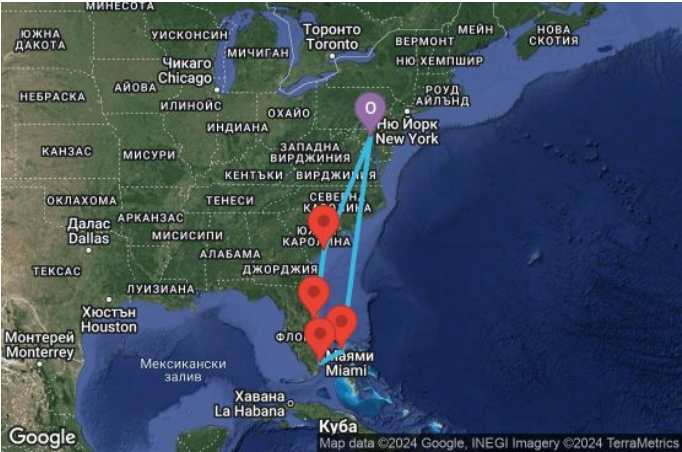 МИНЕСОТА
ЮЖНА
ДАКОТА
УИСКОНСИН
МИЧИГАН
Торонто
Toronto
ВЕРМОНТ
МЕЙН
НОВА
СКОТИЯ
НЮ ХЕМПШИР
Чикаго
Chicago
НЕБРАСКА
АЙОВА
ИЛИНОЙС
ОХАЙО
РОУД
АЙЛЪНД
O
Ню Йорк
New York
ИНДИАНА
КАНЗАС
МИСУРИ
ЗАПАДНА
ВИРДЖИНИЯ
КЕНТЪКИ
ВИРДЖИНИЯ
ОКЛАХОМА
АРКАНЗАС
ТЕНЕСИ
СЕВЕРНА
КАРОЛИНА
Далас
Dallas
МИСИСИПИ
АЛАБАМА
КАРОЛИНА
ДЖОРДЖИЯ
ТЕКСАС
ЛУИЗИАНА
Хюстън
Houston
Монтерей
Monterrey
Маями
Miami
Мексикански
залив
Хавана
La Habana
Куба
Google
Map data ©2024 Google, INEGI Imagery ©2024 TerraMetrics